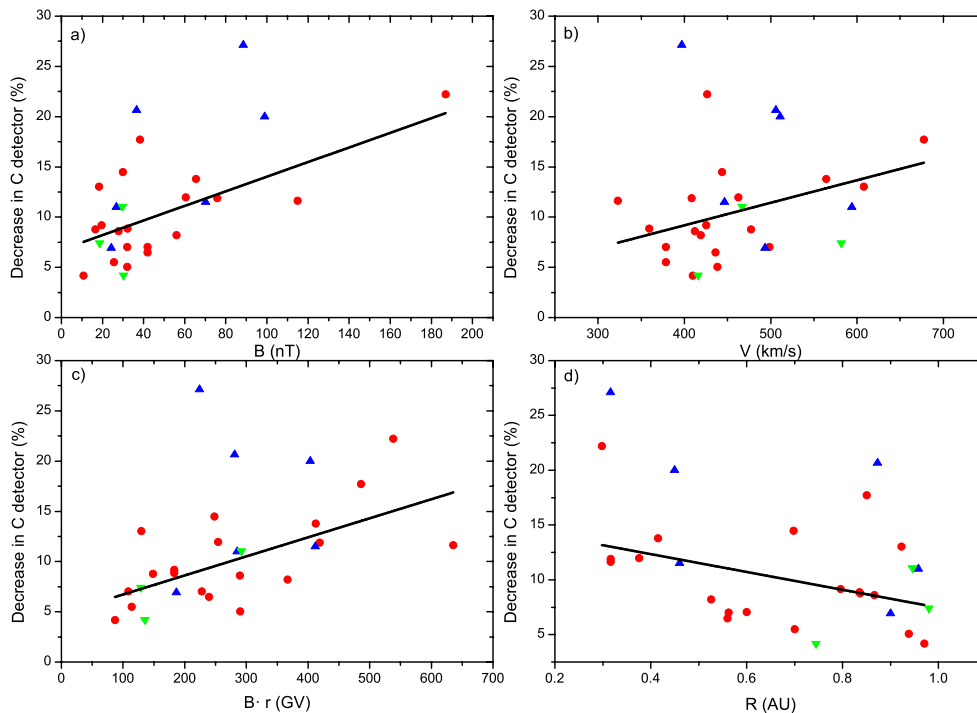 a)
Decrease in C detector (%)
30
25
20
15
10
5
0
0 20 40 60 80 100 120 140 160 180 200
B (nT)
b)
Decrease in C detector (%)
30
25
20
15
10
5
0
300 400 500 600 700
V (km/s)
c)
Decrease in C detector (%)
30
25
20
15
10
5
0
0 100 200 300 400 500 600 700
B· r (GV)
d)
Decrease in C detector (%)
30
25
20
15
10
5
0.2 0.4 0.6 0.8 1.0
R (AU)